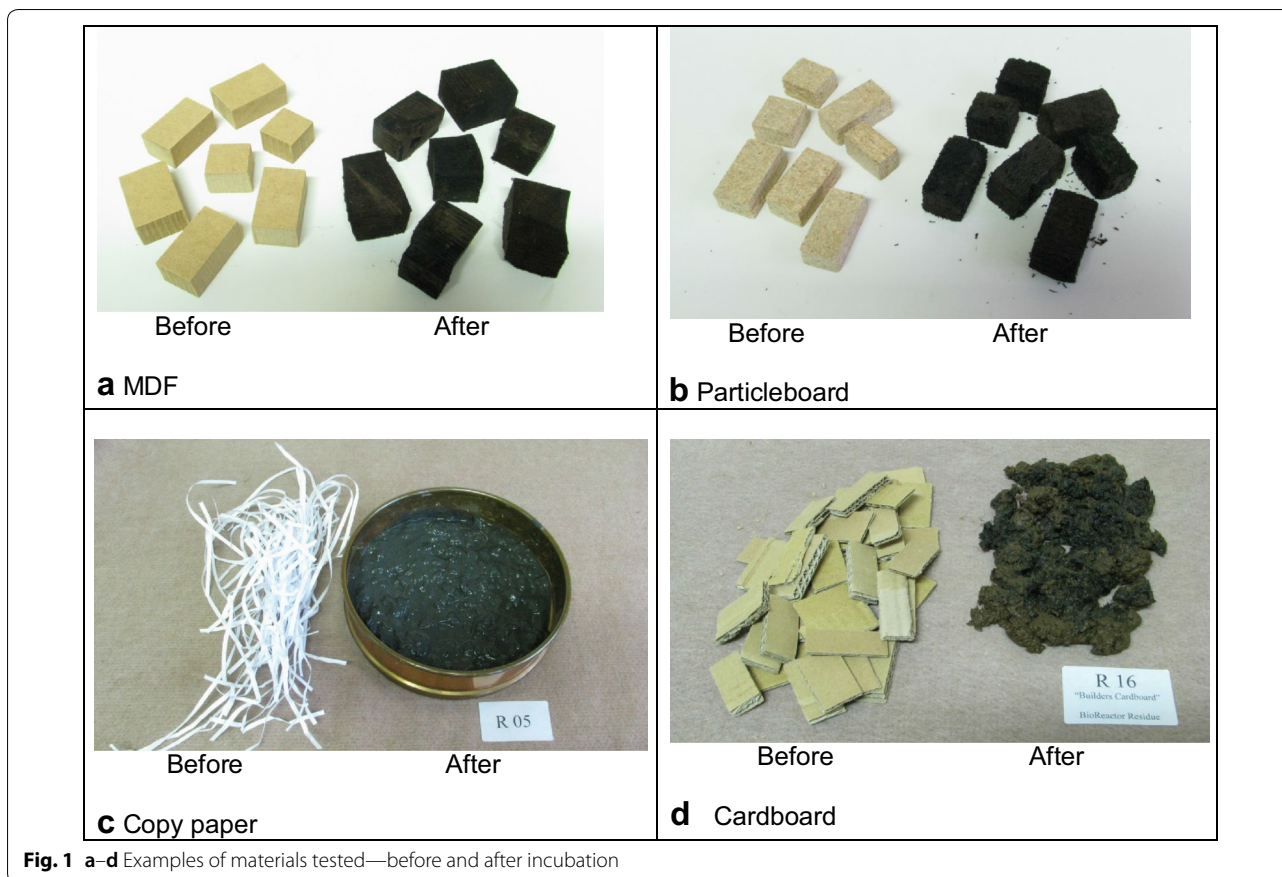 Before After
a MDF
Before After
b Particleboard
R 05
Before After
c Copy paper
R 16
"Builders Cardboard"
BioReactor Residue
Before After
d Cardboard
Fig. 1 a–d Examples of materials tested—before and after incubation